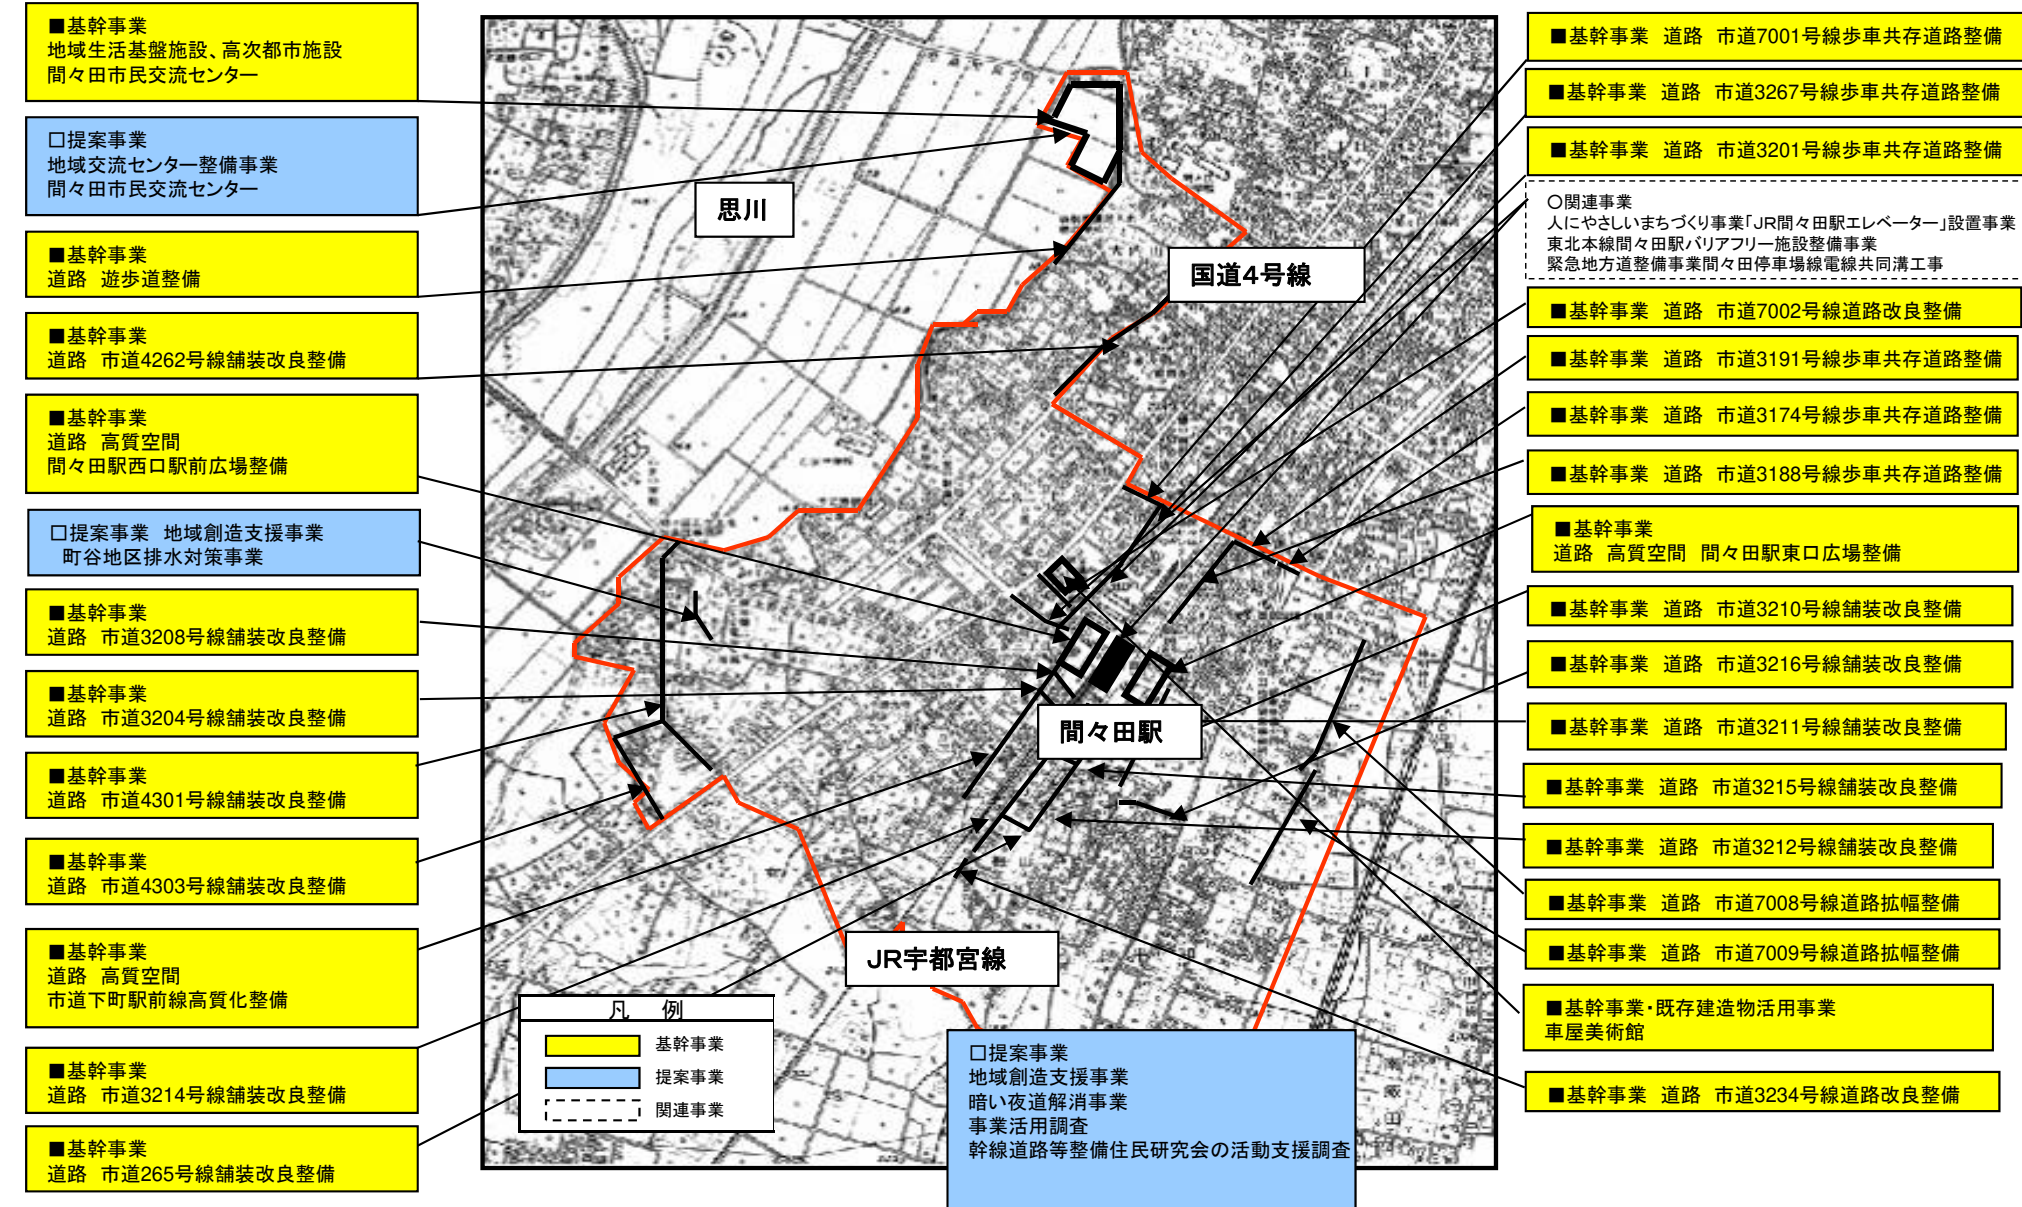 ■基幹事業
地域生活基盤施設、高次都市施設
間々田市民交流センター
□提案事業
地域交流センター整備事業
間々田市民交流センター
■基幹事業
道路 遊歩道整備
■基幹事業
道路 市道4262号線舗装改良整備
■基幹事業
道路 高質空間
間々田駅西口駅前広場整備
□提案事業 地域創造支援事業
町谷地区排水対策事業
■基幹事業
道路 市道3208号線舗装改良整備
■基幹事業
道路 市道3204号線舗装改良整備
■基幹事業
道路 市道4301号線舗装改良整備
■基幹事業
道路 市道4303号線舗装改良整備
■基幹事業
道路 高質空間
市道下町駅前線高質化整備
■基幹事業
道路 市道3214号線舗装改良整備
■基幹事業
道路 市道265号線舗装改良整備
思川
国道4号線
間々田駅
JR宇都宮線
凡 例
基幹事業
提案事業
関連事業
□提案事業
地域創造支援事業
暗い夜道解消事業
事業活用調査
幹線道路等整備住民研究会の活動支援調査
■基幹事業 道路 市道7001号線歩車共存道路整備
■基幹事業 道路 市道3267号線歩車共存道路整備
■基幹事業 道路 市道3201号線歩車共存道路整備
○関連事業
人にやさしいまちづくり事業「JR間々田駅エレベーター」設置事業
東北本線間々田駅バリアフリー施設整備事業
緊急地方道整備事業間々田停車場線電線共同溝工事
■基幹事業 道路 市道7002号線道路改良整備
■基幹事業 道路 市道3191号線歩車共存道路整備
■基幹事業 道路 市道3174号線歩車共存道路整備
■基幹事業 道路 市道3188号線歩車共存道路整備
■基幹事業
道路 高質空間 間々田駅東口広場整備
■基幹事業 道路 市道3210号線舗装改良整備
■基幹事業 道路 市道3216号線舗装改良整備
■基幹事業 道路 市道3211号線舗装改良整備
■基幹事業 道路 市道3215号線舗装改良整備
■基幹事業 道路 市道3212号線舗装改良整備
■基幹事業 道路 市道7008号線道路拡幅整備
■基幹事業 道路 市道7009号線道路拡幅整備
■基幹事業・既存建造物活用事業
車屋美術館
■基幹事業 道路 市道3234号線道路改良整備